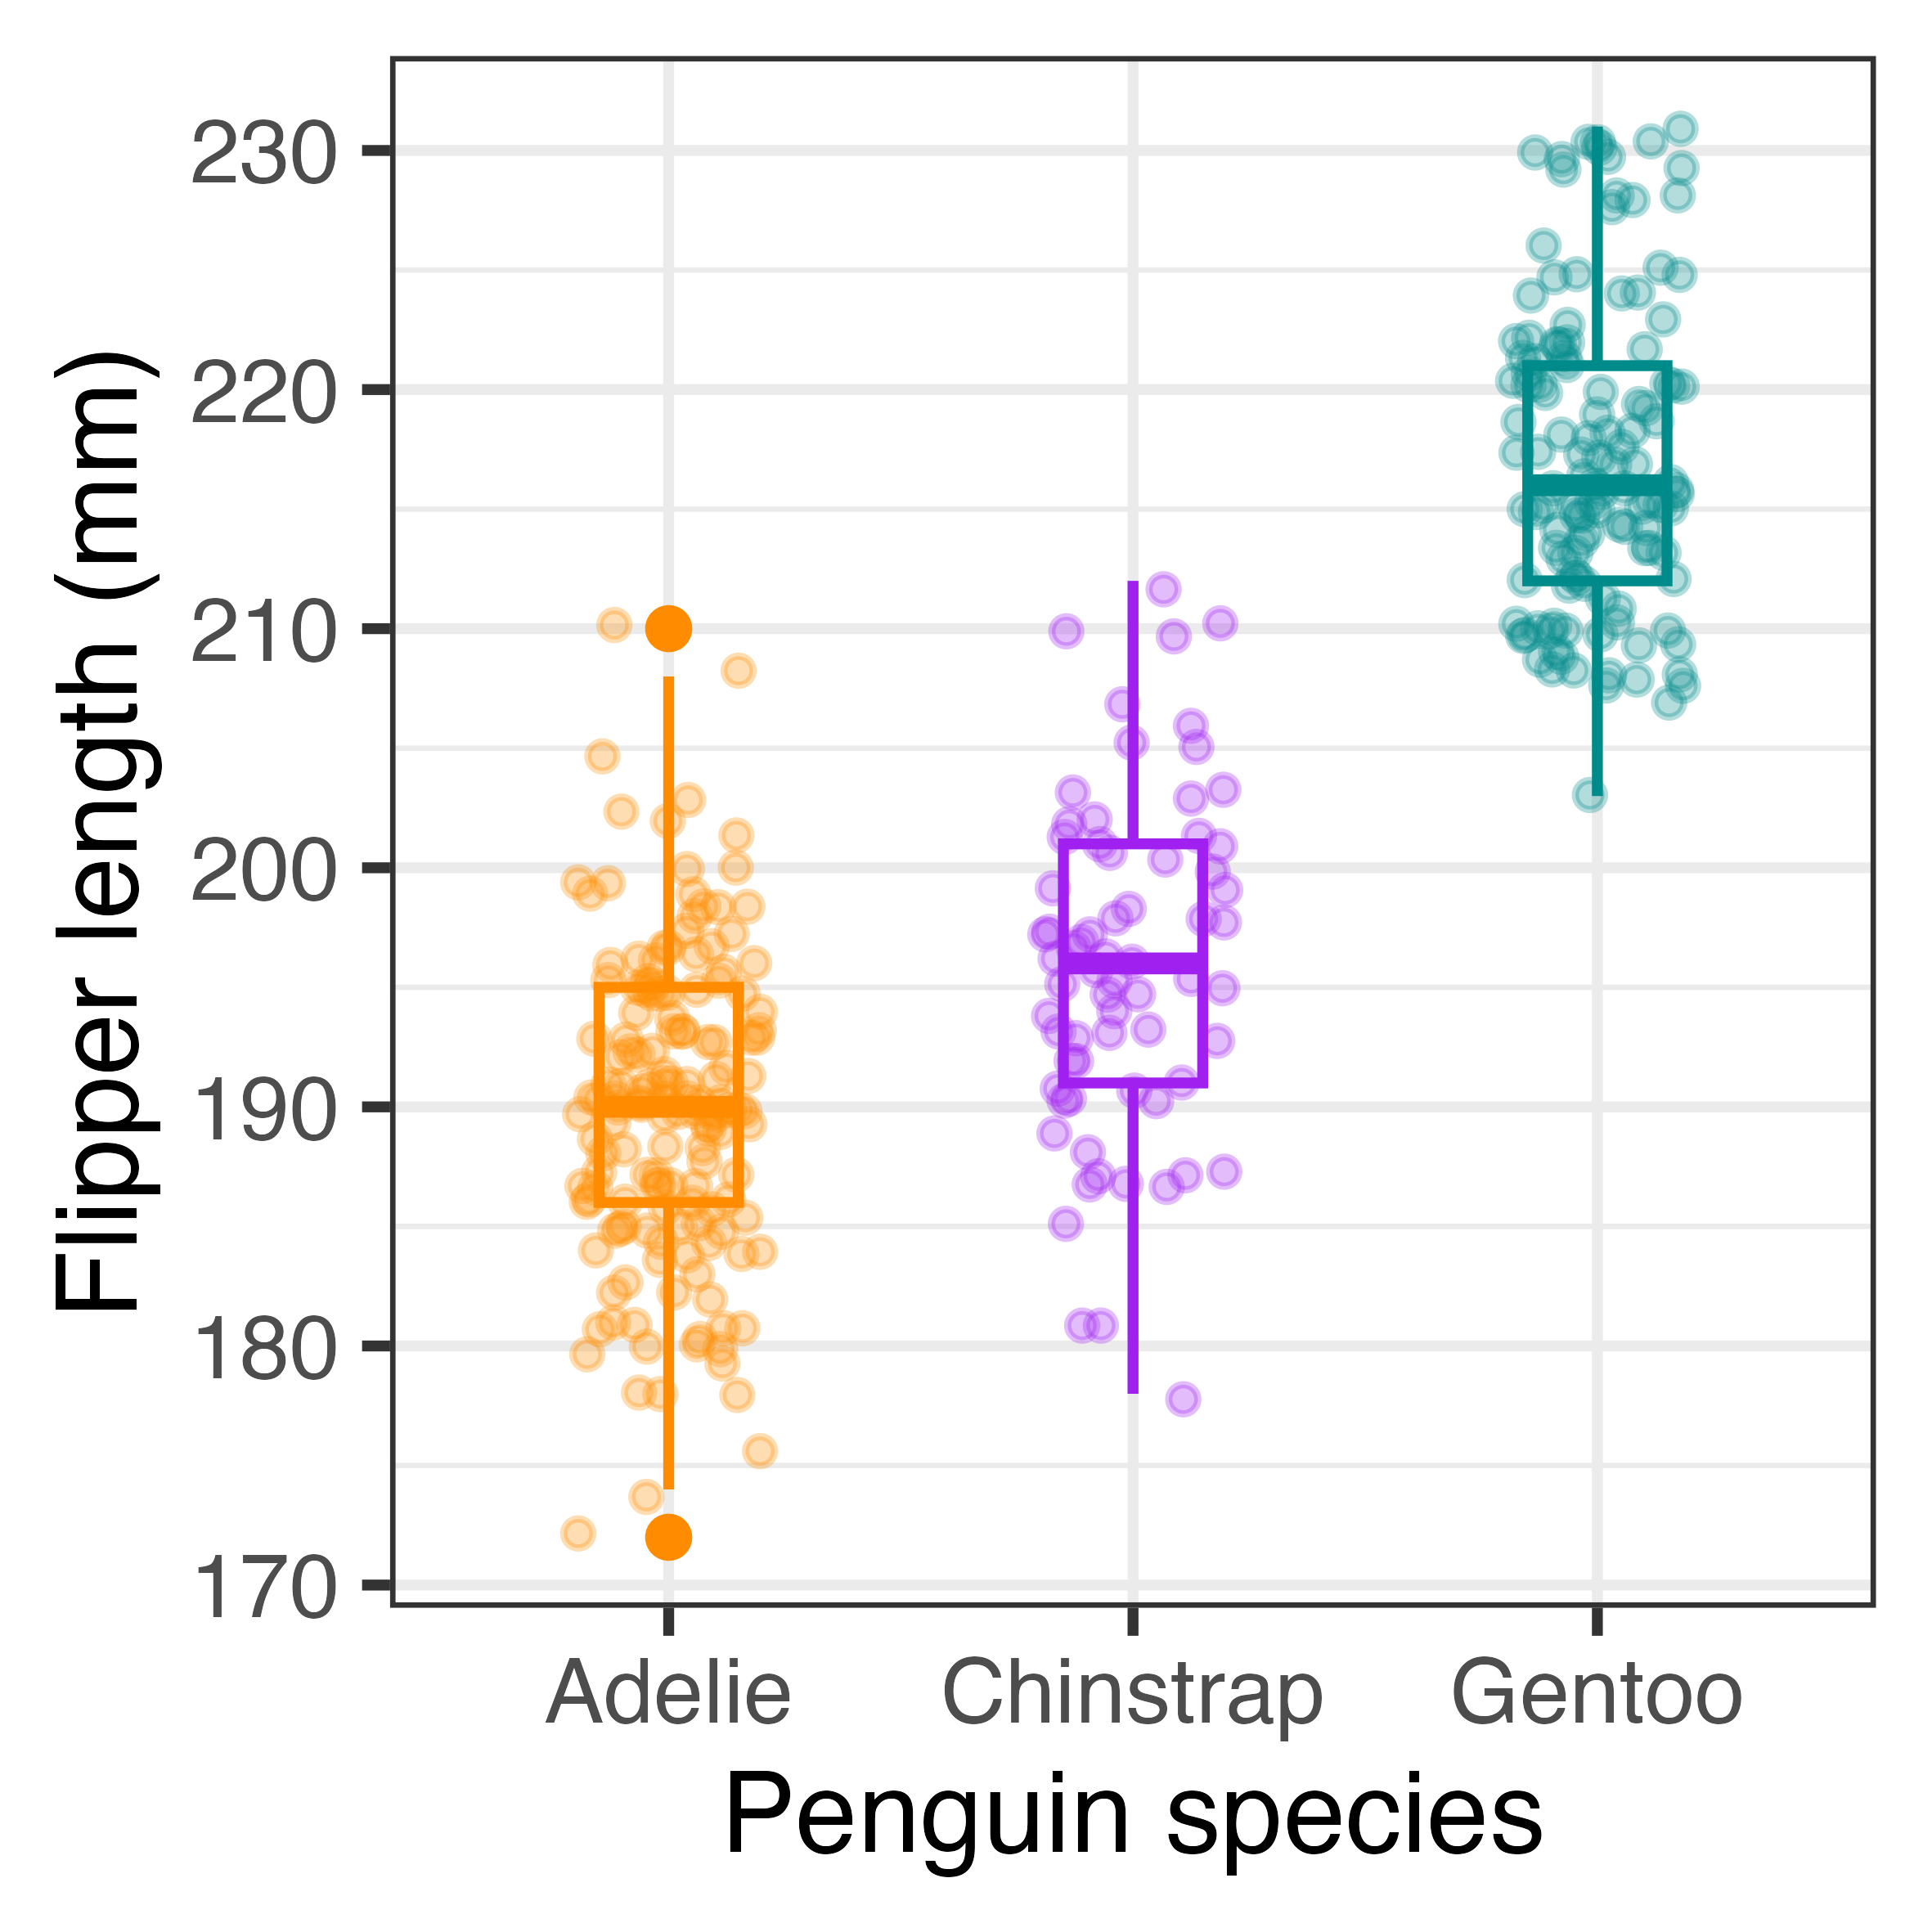 Flipper length (mm)
230
220
210
200
190
180
170
Adelie Chinstrap Gentoo
Penguin species